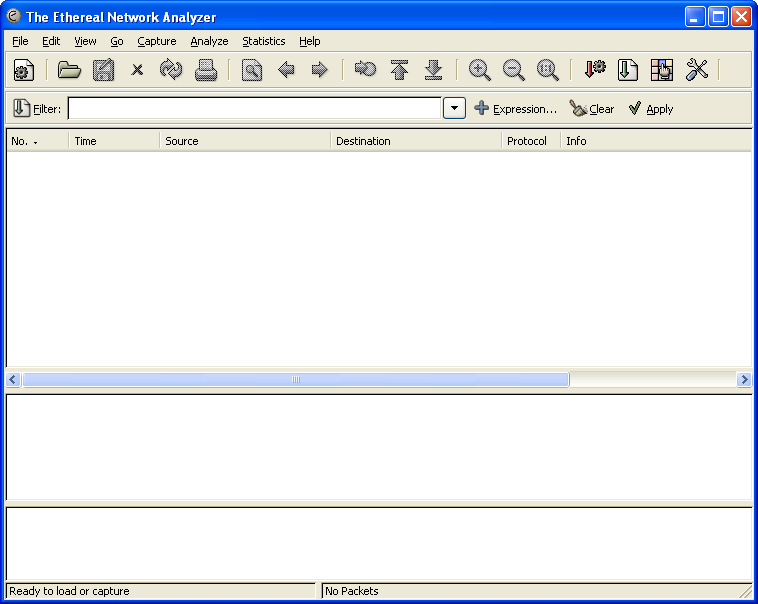 The Ethereal Network Analyzer
File Edit View Go Capture Analyze Statistics Help
Filter: Expression... Clear Apply
No. Time Source Destination Protocol Info
Ready to load or capture No Packets